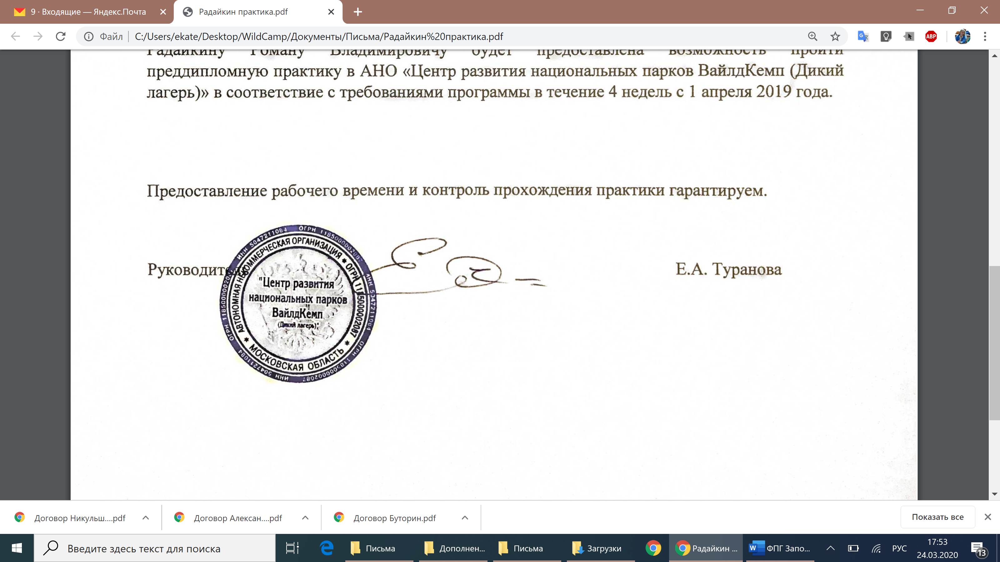 9 · Входящие — Яндекс.Почта
Радайкин практика.pdf
Файл
C:/Users/ekate/Desktop/WildCamp/Документы/Письма/Радайкин%20практика.pdf
ABP
Радайкину Роману Владимировичу будет предоставлена возможность пройти
преддипломную практику в АНО «Центр развития национальных парков ВайлдКемп (Дикий
лагерь)» в соответствие с требованиями программы в течение 4 недель с 1 апреля 2019 года.
Предоставление рабочего времени и контроль прохождения практики гарантируем.
Руководитель
Е.А. Туранова
ИНН 5047211084 ОГРН 1185000002087 ИНН 5047211084 ОГРН 1185000002087 ИНН 5047211084 ОГРН 1185000002087
АВТОНОМНАЯ НЕКОММЕРЧЕСКАЯ ОРГАНИЗАЦИЯ * ОГРН 1185000002087 *
МОСКОВСКАЯ ОБЛАСТЬ *
"Центр развития
национальных парков
ВайлдКемп
(Дикий лагерь)"
Договор Никульш....pdf
Договор Алексан....pdf
Договор Буторин.pdf
Показать все
Введите здесь текст для поиска
Письма
Дополнен...
Письма
Загрузки
Радайкин ...
ФПГ Запо...
РУС
17:53
24.03.2020
13